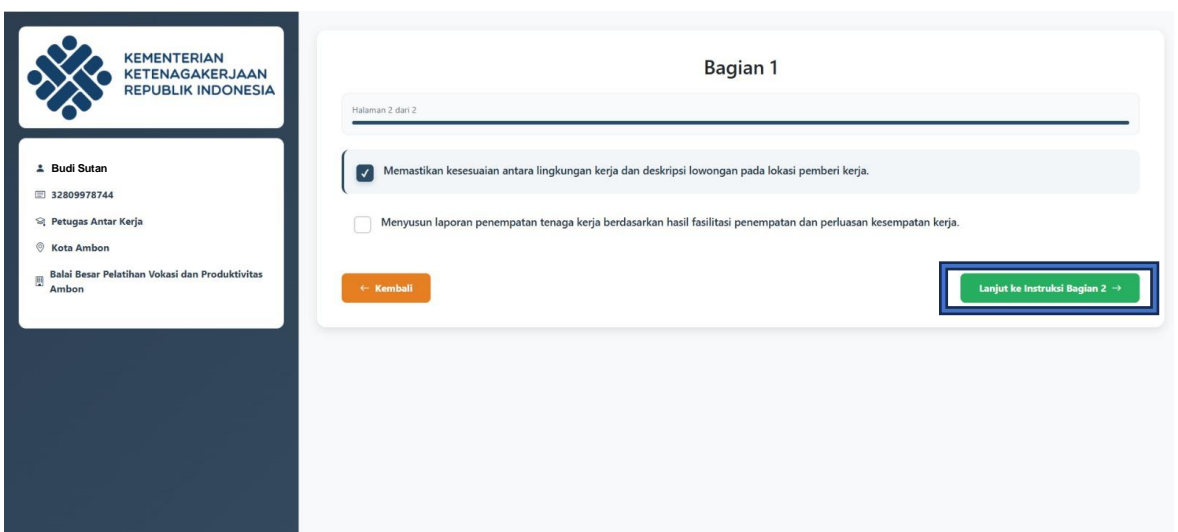 KEMENTERIAN
KETENAGAKERJAAN
REPUBLIK INDONESIA
Budi Sutan
32809978744
Petugas Antar Kerja
Kota Ambon
Balai Besar Pelatihan Vokasi dan Produktivitas
Ambon
Bagian 1
Halaman 2 dari 2
Memastikan kesesuaian antara lingkungan kerja dan deskripsi lowongan pada lokasi pemberi kerja.
Menyusun laporan penempatan tenaga kerja berdasarkan hasil fasilitasi penempatan dan perluasan kesempatan kerja.
← Kembali
Lanjut ke Instruksi Bagian 2 →